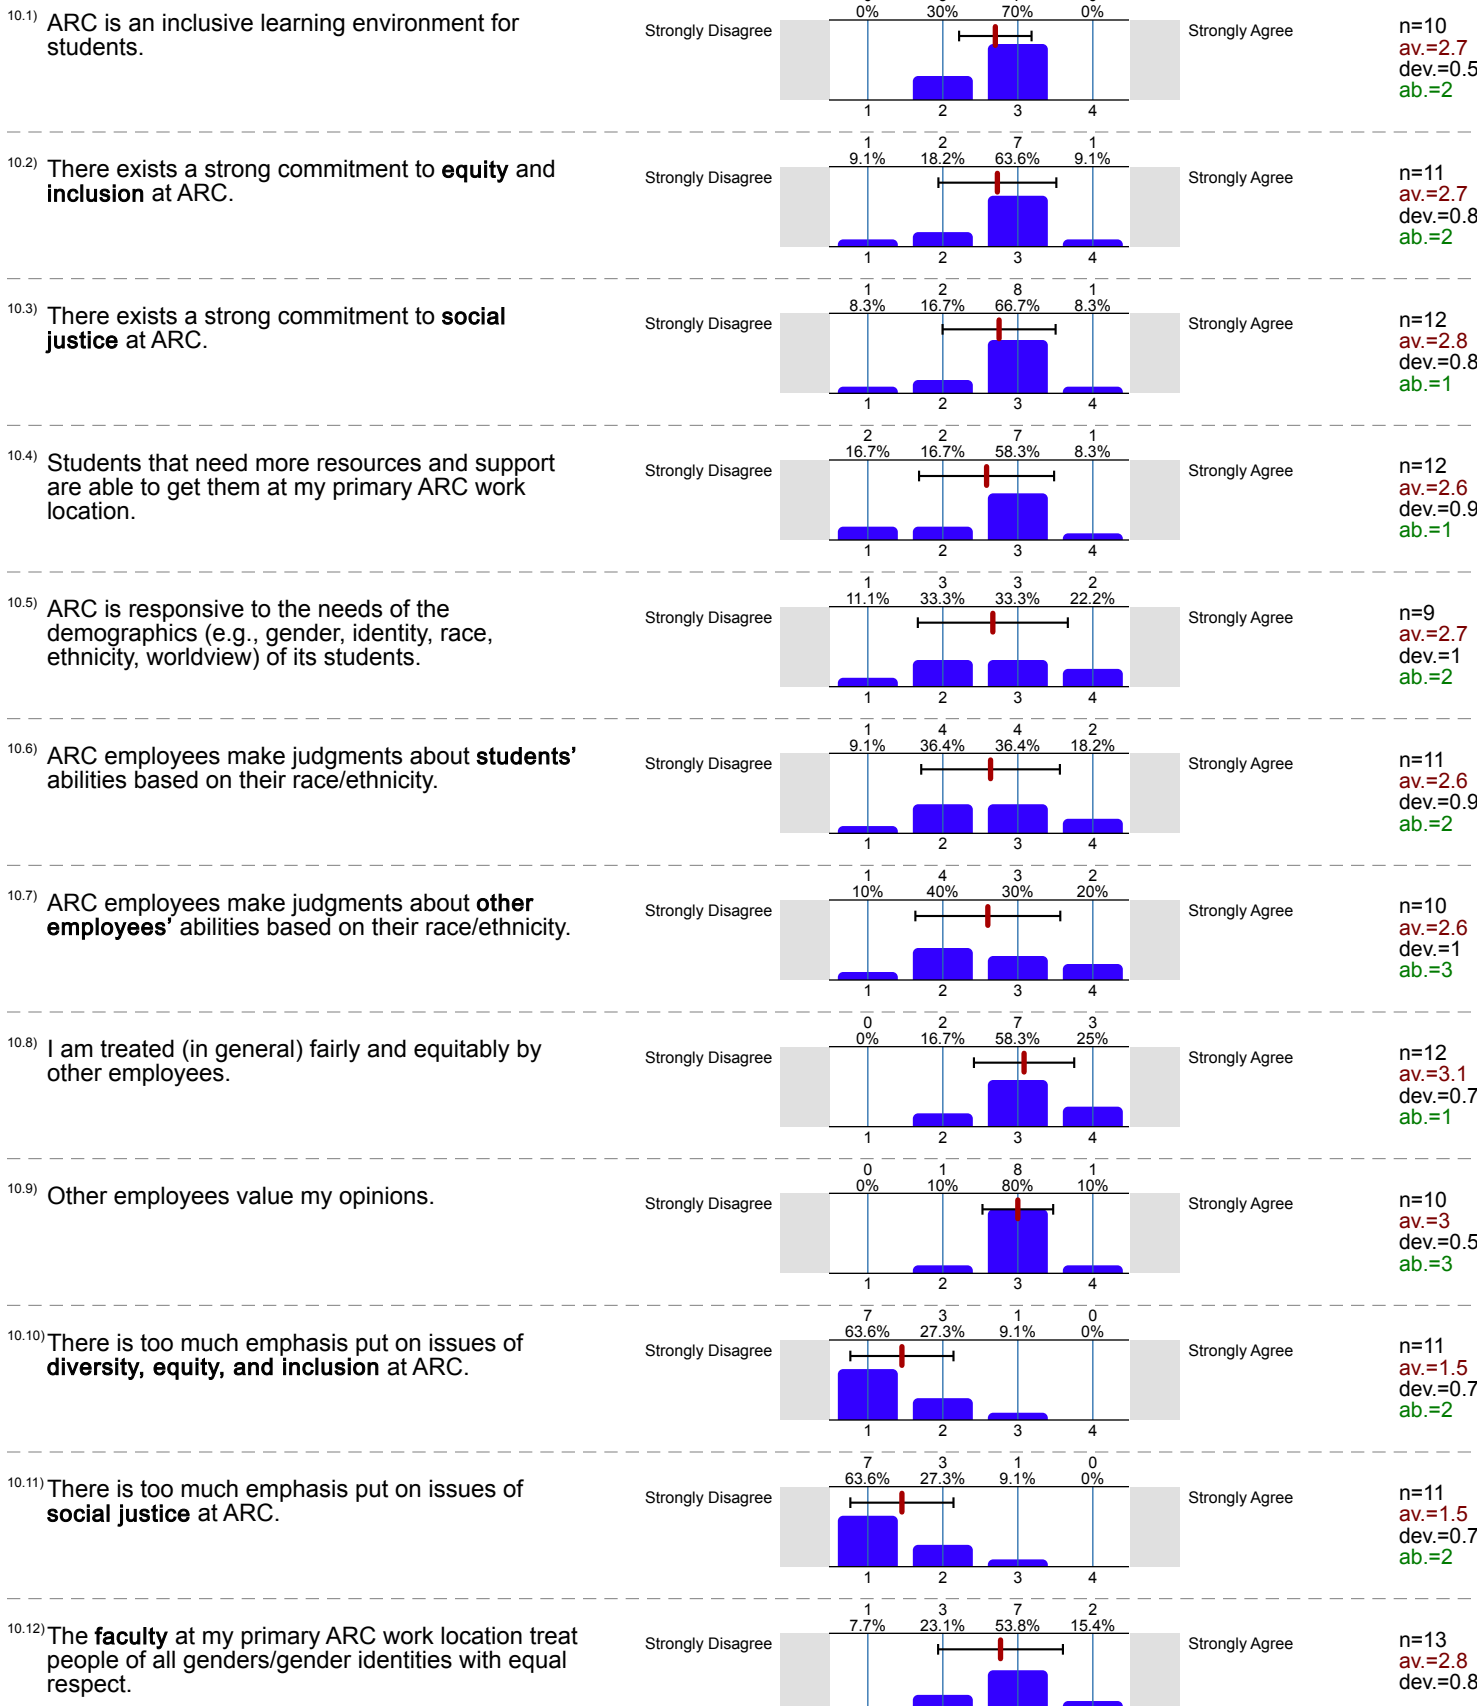 0% 30% 70% 0%
10.1) ARC is an inclusive learning environment for
students.
Strongly Disagree
Strongly Agree
n=10
av.=2.7
dev.=0.5
ab.=2
1 2 3 4
1 2 7 1
9.1% 18.2% 63.6% 9.1%
10.2) There exists a strong commitment to equity and
inclusion at ARC.
Strongly Disagree
Strongly Agree
n=11
av.=2.7
dev.=0.8
ab.=2
1 2 3 4
1 2 8 1
8.3% 16.7% 66.7% 8.3%
10.3) There exists a strong commitment to social
justice at ARC.
Strongly Disagree
Strongly Agree
n=12
av.=2.8
dev.=0.8
ab.=1
1 2 3 4
2 2 7 1
16.7% 16.7% 58.3% 8.3%
10.4) Students that need more resources and support
are able to get them at my primary ARC work
location.
Strongly Disagree
Strongly Agree
n=12
av.=2.6
dev.=0.9
ab.=1
1 2 3 4
1 3 3 2
11.1% 33.3% 33.3% 22.2%
10.5) ARC is responsive to the needs of the
demographics (e.g., gender, identity, race,
ethnicity, worldview) of its students.
Strongly Disagree
Strongly Agree
n=9
av.=2.7
dev.=1
ab.=2
1 2 3 4
1 4 4 2
9.1% 36.4% 36.4% 18.2%
10.6) ARC employees make judgments about students’
abilities based on their race/ethnicity.
Strongly Disagree
Strongly Agree
n=11
av.=2.6
dev.=0.9
ab.=2
1 2 3 4
1 4 3 2
10% 40% 30% 20%
10.7) ARC employees make judgments about other
employees’ abilities based on their race/ethnicity.
Strongly Disagree
Strongly Agree
n=10
av.=2.6
dev.=1
ab.=3
1 2 3 4
0 2 7 3
0% 16.7% 58.3% 25%
10.8) I am treated (in general) fairly and equitably by
other employees.
Strongly Disagree
Strongly Agree
n=12
av.=3.1
dev.=0.7
ab.=1
1 2 3 4
0 1 8 1
0% 10% 80% 10%
10.9) Other employees value my opinions.
Strongly Disagree
Strongly Agree
n=10
av.=3
dev.=0.5
ab.=3
1 2 3 4
7 3 1 0
63.6% 27.3% 9.1% 0%
10.10) There is too much emphasis put on issues of
diversity, equity, and inclusion at ARC.
Strongly Disagree
Strongly Agree
n=11
av.=1.5
dev.=0.7
ab.=2
1 2 3 4
7 3 1 0
63.6% 27.3% 9.1% 0%
10.11) There is too much emphasis put on issues of
social justice at ARC.
Strongly Disagree
Strongly Agree
n=11
av.=1.5
dev.=0.7
ab.=2
1 2 3 4
1 3 7 2
7.7% 23.1% 53.8% 15.4%
10.12) The faculty at my primary ARC work location treat
people of all genders/gender identities with equal
respect.
Strongly Disagree
Strongly Agree
n=13
av.=2.8
dev.=0.8